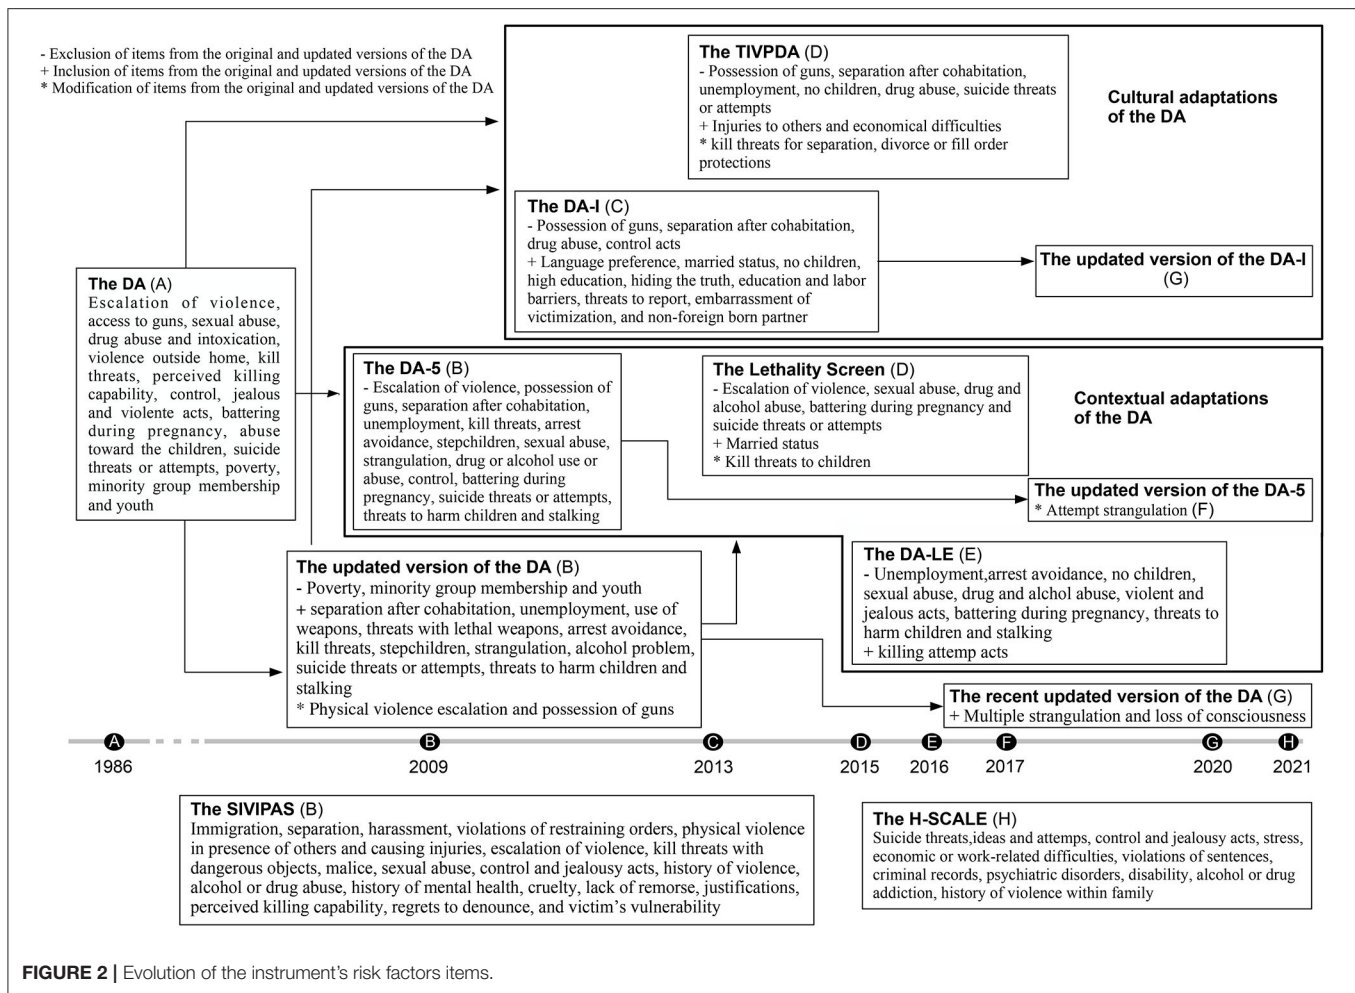 - Exclusion of items from the original and updated versions of the DA
+ Inclusion of items from the original and updated versions of the DA
* Modification of items from the original and updated versions of the DA
The TIVPDA (D)
- Possession of guns, separation after cohabitation,
unemployment, no children, drug abuse, suicide threats
or attempts
+ Injuries to others and economical difficulties
* kill threats for separation, divorce or fill order
protections
Cultural adaptations
of the DA
The DA-I (C)
- Possession of guns, separation after cohabitation,
drug abuse, control acts
+ Language preference, married status, no children,
high education, hiding the truth, education and labor
barriers, threats to report, embarrassment of
victimization, and non-foreign born partner
The updated version of the DA-I
(G)
The DA (A)
Escalation of violence,
access to guns, sexual abuse,
drug abuse and intoxication,
violence outside home, kill
threats, perceived killing
capability, control, jealous
and violente acts, battering
during pregnancy, abuse
toward the children, suicide
threats or attempts, poverty,
minority group membership
and youth
The DA-5 (B)
- Escalation of violence, possession of
guns, separation after cohabitation,
unemployment, kill threats, arrest
avoidance, stepchildren, sexual abuse,
strangulation, drug or alcohol use or
abuse, control, battering during
pregnancy, suicide threats or attempts,
threats to harm children and stalking
The Lethality Screen (D)
- Escalation of violence, sexual abuse, drug and
alcohol abuse, battering during pregnancy and
suicide threats or attempts
+ Married status
* Kill threats to children
Contextual adaptations
of the DA
The updated version of the DA-5
* Attempt strangulation (F)
The DA-LE (E)
- Unemployment,arrest avoidance, no children,
sexual abuse, drug and alchol abuse, violent and
jealous acts, battering during pregnancy, threats to
harm children and stalking
+ killing attemp acts
The updated version of the DA (B)
- Poverty, minority group membership and youth
+ separation after cohabitation, unemployment, use of
weapons, threats with lethal weapons, arrest avoidance,
kill threats, stepchildren, strangulation, alcohol problem,
suicide threats or attempts, threats to harm children and
stalking
* Physical violence escalation and possession of guns
The recent updated version of the DA (G)
+ Multiple strangulation and loss of consciousness
A B C D E F G H
1986 2009 2013 2015 2016 2017 2020 2021
The SIVIPAS (B)
Immigration, separation, harassment, violations of restraining orders, physical violence
in presence of others and causing injuries, escalation of violence, kill threats with
dangerous objects, malice, sexual abuse, control and jealousy acts, history of violence,
alcohol or drug abuse, history of mental health, cruelty, lack of remorse, justifications,
perceived killing capability, regrets to denounce, and victim's vulnerability
The H-SCALE (H)
Suicide threats,ideas and attemps, control and jealousy acts, stress,
economic or work-related difficulties, violations of sentences,
criminal records, psychiatric disorders, disability, alcohol or drug
addiction, history of violence within family
FIGURE 2 | Evolution of the instrument's risk factors items.